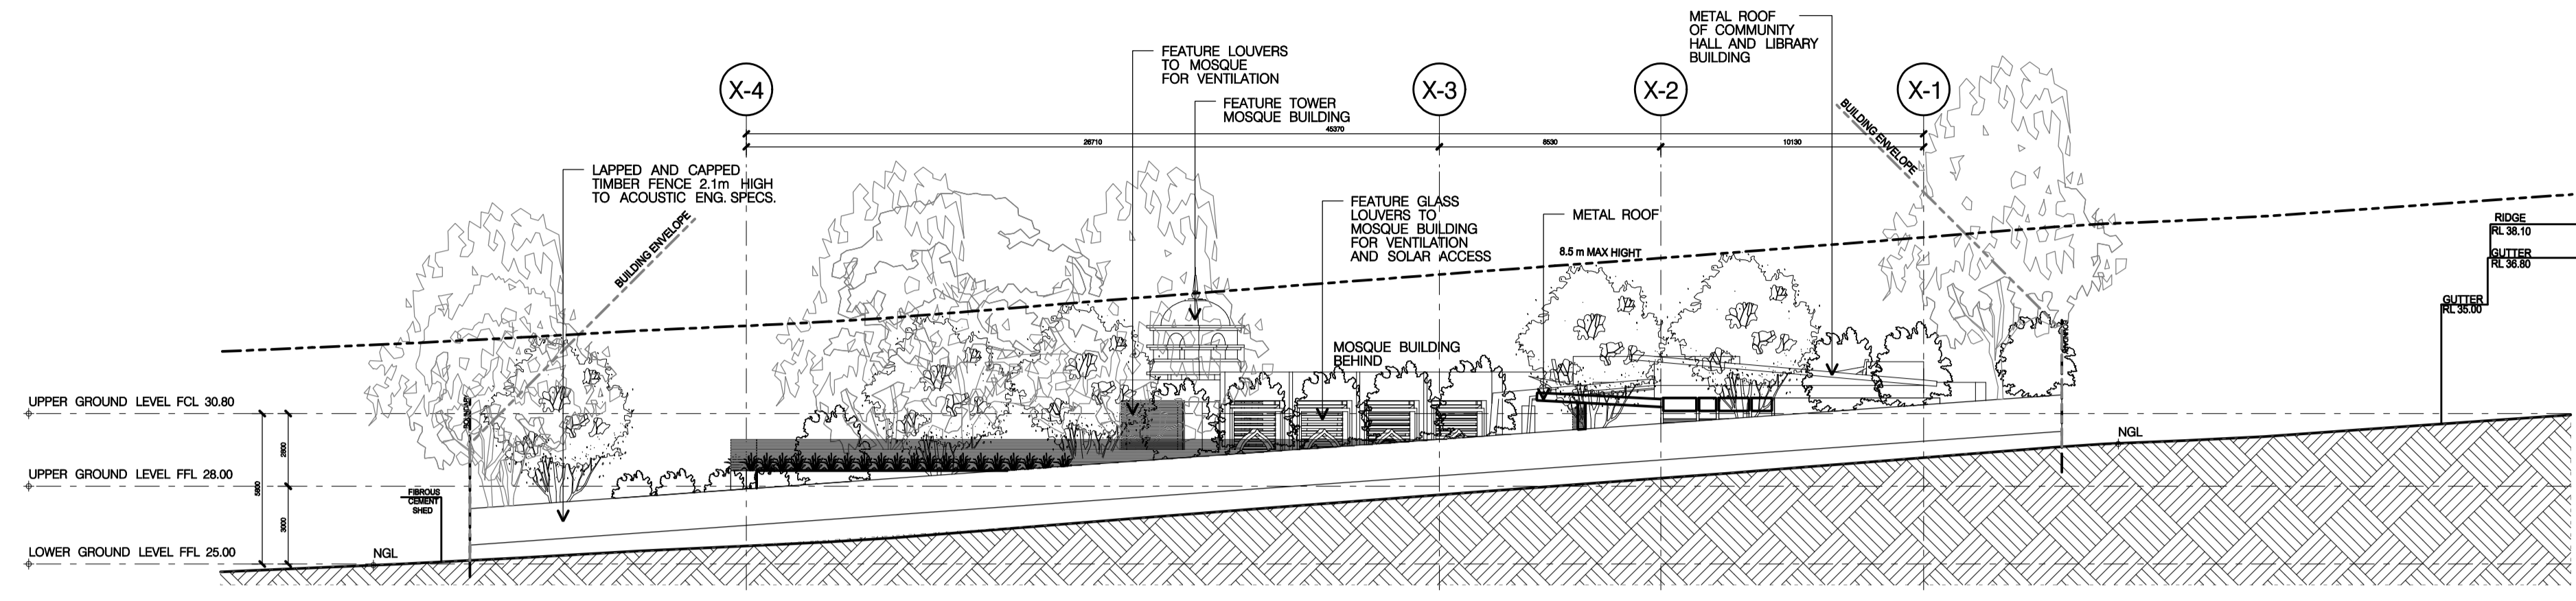 METAL ROOF
OF COMMUNITY
HALL AND LIBRARY
BUILDING
FEATURE LOUVERS
TO MOSQUE
FOR VENTILATION
X-4
X-3
X-2
X-1
FEATURE TOWER
MOSQUE BUILDING
BUILDING ENVELOPE
45370
26710
8530
10130
LAPPED AND CAPPED
TIMBER FENCE 2.1m HIGH
TO ACOUSTIC ENG. SPECS.
BUILDING ENVELOPE
FEATURE GLASS
LOUVERS TO
MOSQUE BUILDING
FOR VENTILATION
AND SOLAR ACCESS
METAL ROOF
8.5 m MAX HIGHT
RIDGE
RL 38.10
GUTTER
RL 36.80
GUTTER
RL 35.00
BOUNDARY
MOSQUE BUILDING
BEHIND
UPPER GROUND LEVEL FCL 30.80
BOUNDARY
2800
NGL
UPPER GROUND LEVEL FFL 28.00
5800
FIBROUS
CEMENT
SHED
3000
LOWER GROUND LEVEL FFL 25.00
NGL